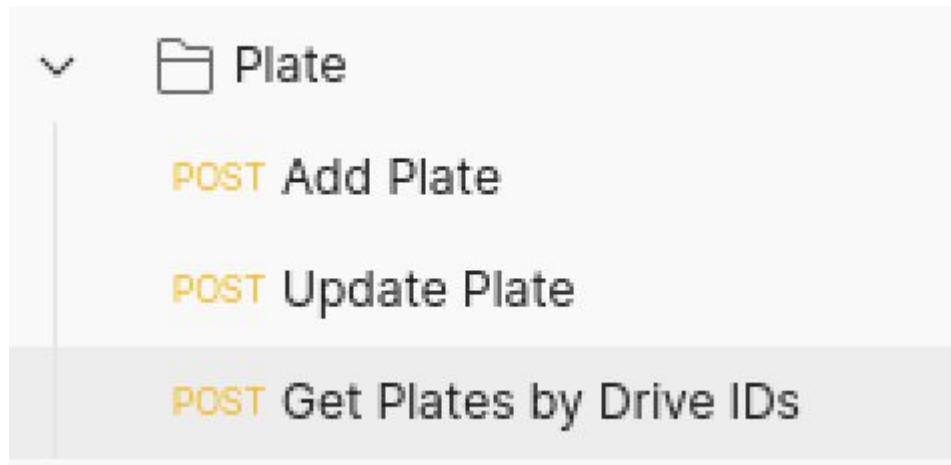 Plate
POST Add Plate
POST Update Plate
POST Get Plates by Drive IDs